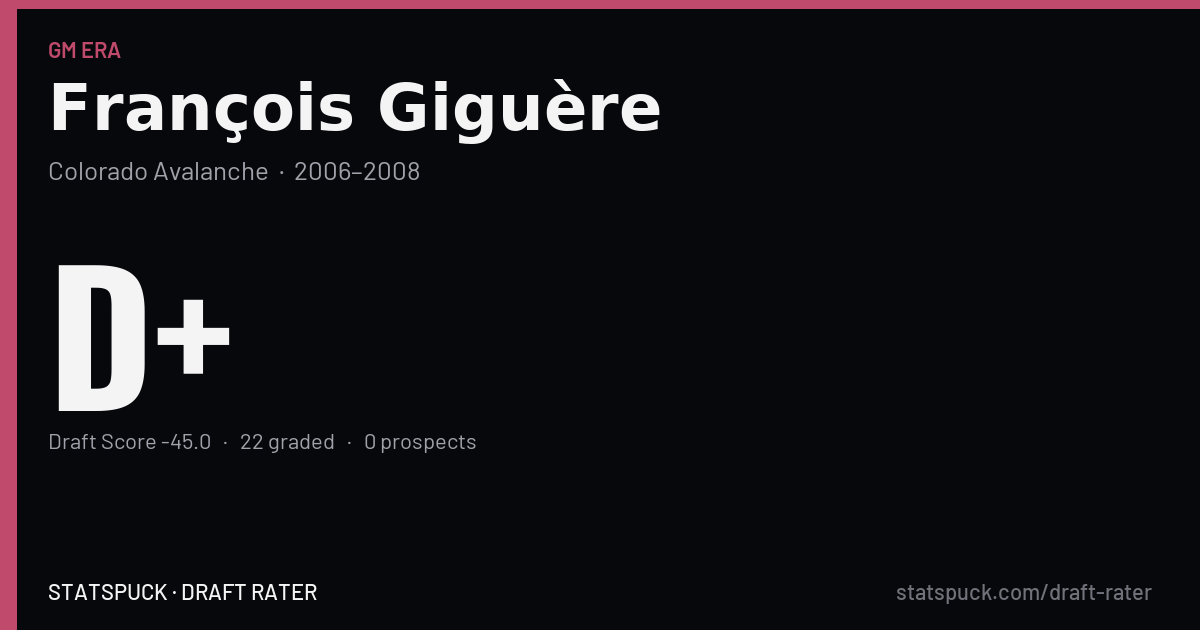 GM ERA
François Giguère
Colorado Avalanche · 2006–2008
D+
Draft Score -45.0 · 22 graded · 0 prospects
STATSPUCK · DRAFT RATER
statspuck.com/draft-rater